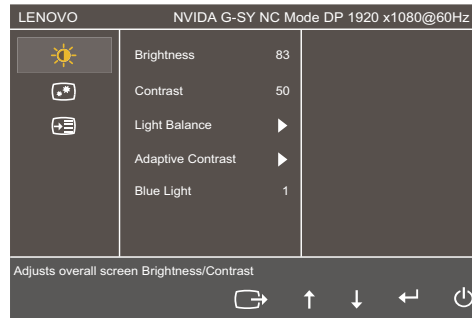 LENOVO NVIDA G-SY NC Mode DP 1920 x1080@60Hz
Brightness 83
Contrast 50
Light Balance
Adaptive Contrast
Blue Light 1
Adjusts overall screen Brightness/Contrast